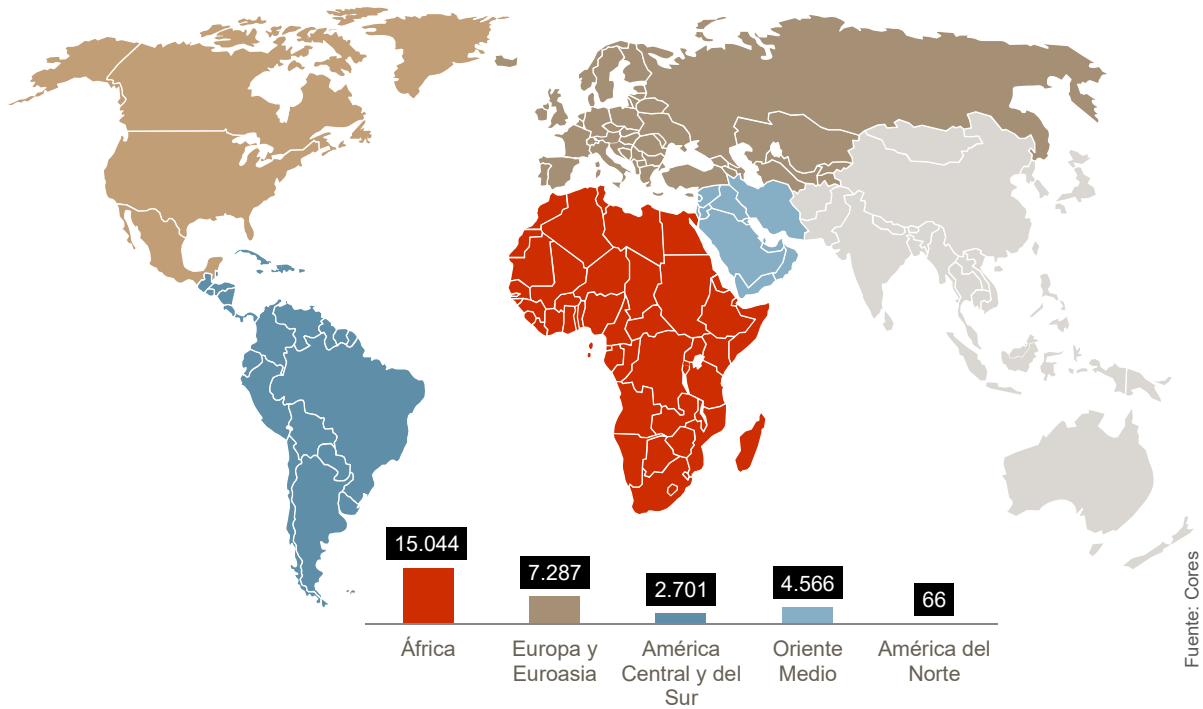 15.044
7.287
2.701
4.566
66
África
Europa y
Euroasia
América
Central y del
Sur
Oriente
Medio
América del
Norte
Fuente: Cores